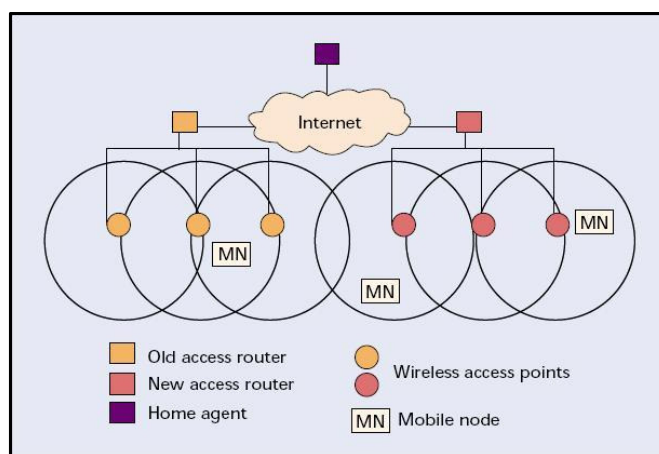 Internet
MN
MN
MN
Old access router
New access router
Home agent
Wireless access points
MN Mobile node